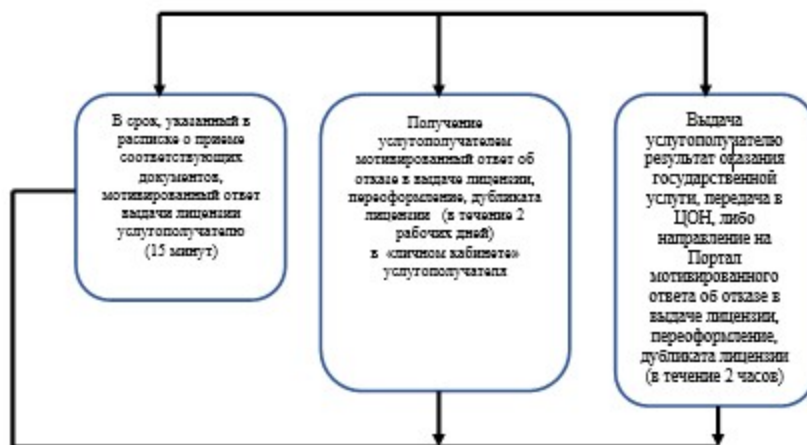 В срок, указанный в
расписке о приеме
соответствующих
документов,
мотивированный ответ
выдачи лицензии
услугополучателю
(15 минут)
Получение
услугополучателем
мотивированный ответ об
отказе в выдаче лицензии,
переоформление, дубликата
лицензии (в течение 2
рабочих дней)
в «личном кабинете»
услугополучателя
Выдача
услугополучателю
результат оказания
государственной
услуги, передача в
ЦОН, либо
направление на
Портал
мотивированного
ответа об отказе в
выдаче лицензии,
переоформление,
дубликата лицензии
(в течение 2 часов)